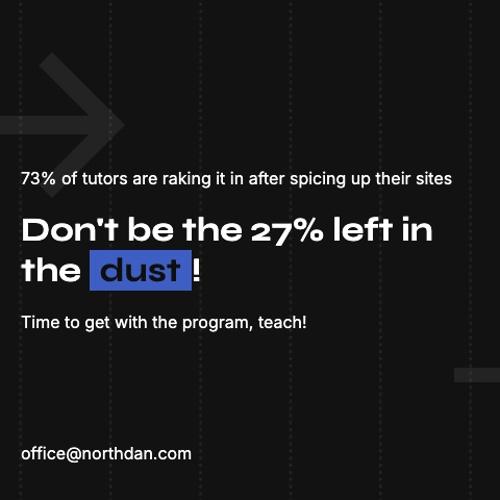 73% of tutors are raking it in after spicing up their sites
Don't be the 27% left in
the dust!
Time to get with the program, teach!
office@northdan.com